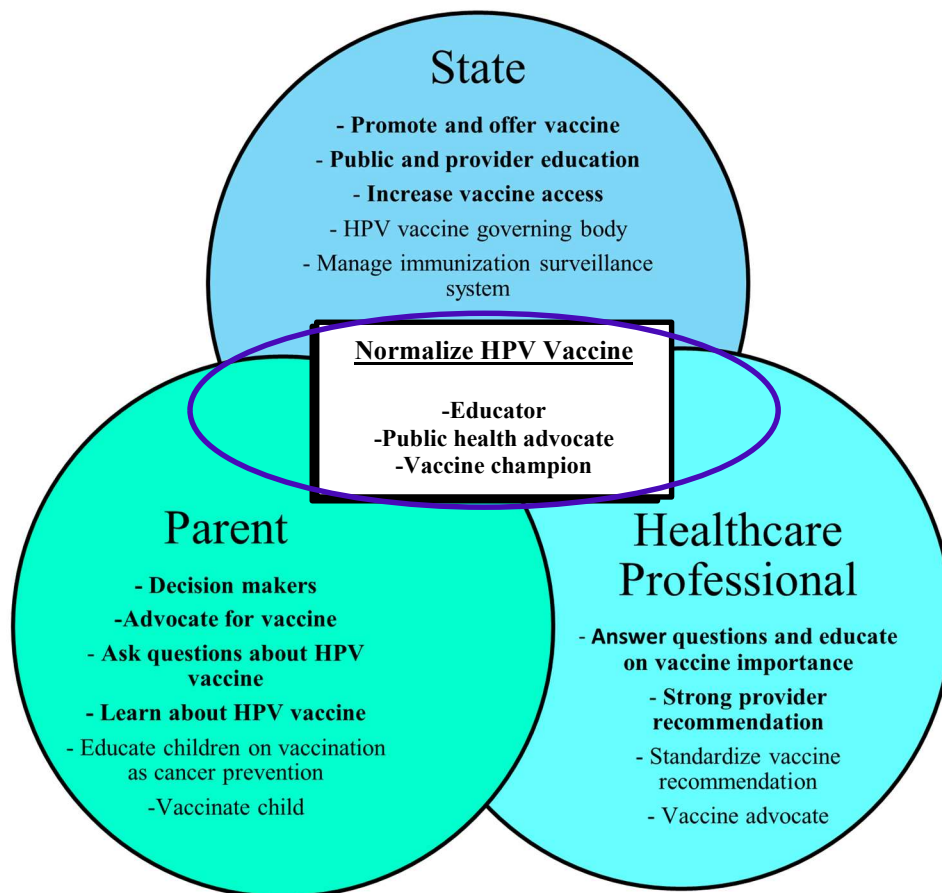 State
- Promote and offer vaccine
- Public and provider education
- Increase vaccine access
- HPV vaccine governing body
- Manage immunization surveillance
system
Normalize HPV Vaccine
-Educator
-Public health advocate
-Vaccine champion
Parent
- Decision makers
-Advocate for vaccine
- Ask questions about HPV
vaccine
- Learn about HPV vaccine
- Educate children on vaccination
as cancer prevention
-Vaccinate child
Healthcare
Professional
- Answer questions and educate
on vaccine importance
- Strong provider
recommendation
- Standardize vaccine
recommendation
- Vaccine advocate